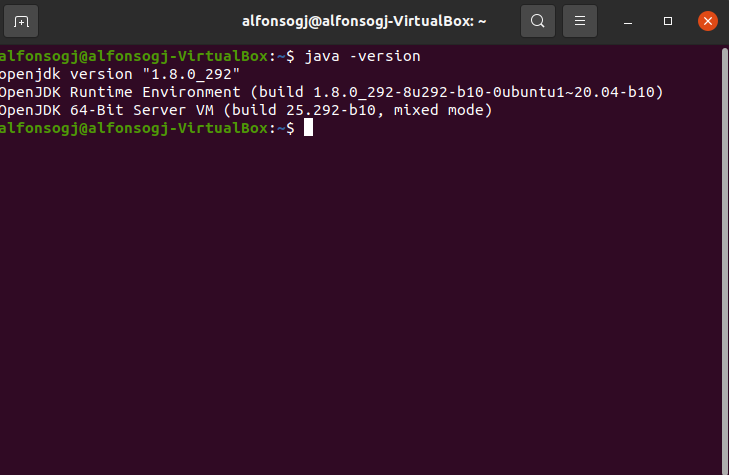 alfonsogj@alfonsogj-VirtualBox: ~
alfonsogj@alfonsogj-VirtualBox:~$ java -version
openjdk version "1.8.0_292"
OpenJDK Runtime Environment (build 1.8.0_292-8u292-b10-0ubuntu1~20.04-b10)
OpenJDK 64-Bit Server VM (build 25.292-b10, mixed mode)
alfonsogj@alfonsogj-VirtualBox:~$